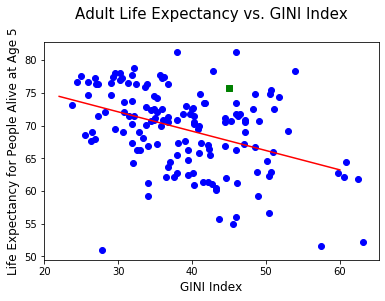 Adult Life Expectancy vs. GINI Index
Life Expectancy for People Alive at Age 5
80
75
70
65
60
55
50
20 30 40 50 60
GINI Index